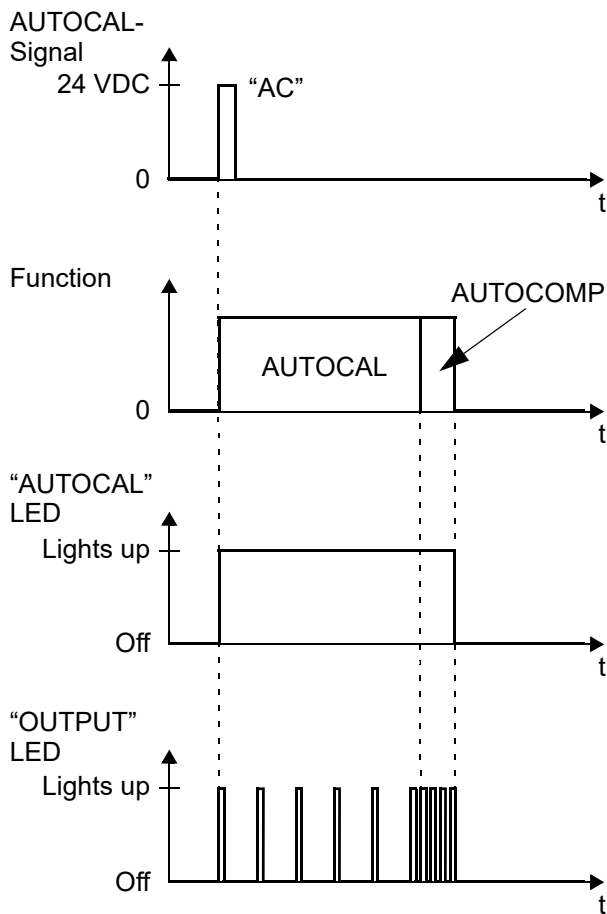 AUTOCAL-
Signal
24 VDC
“AC”
0
t
Function
AUTOCOMP
AUTOCAL
0
t
“AUTOCAL”
LED
Lights up
Off
t
“OUTPUT”
LED
Lights up
Off
t